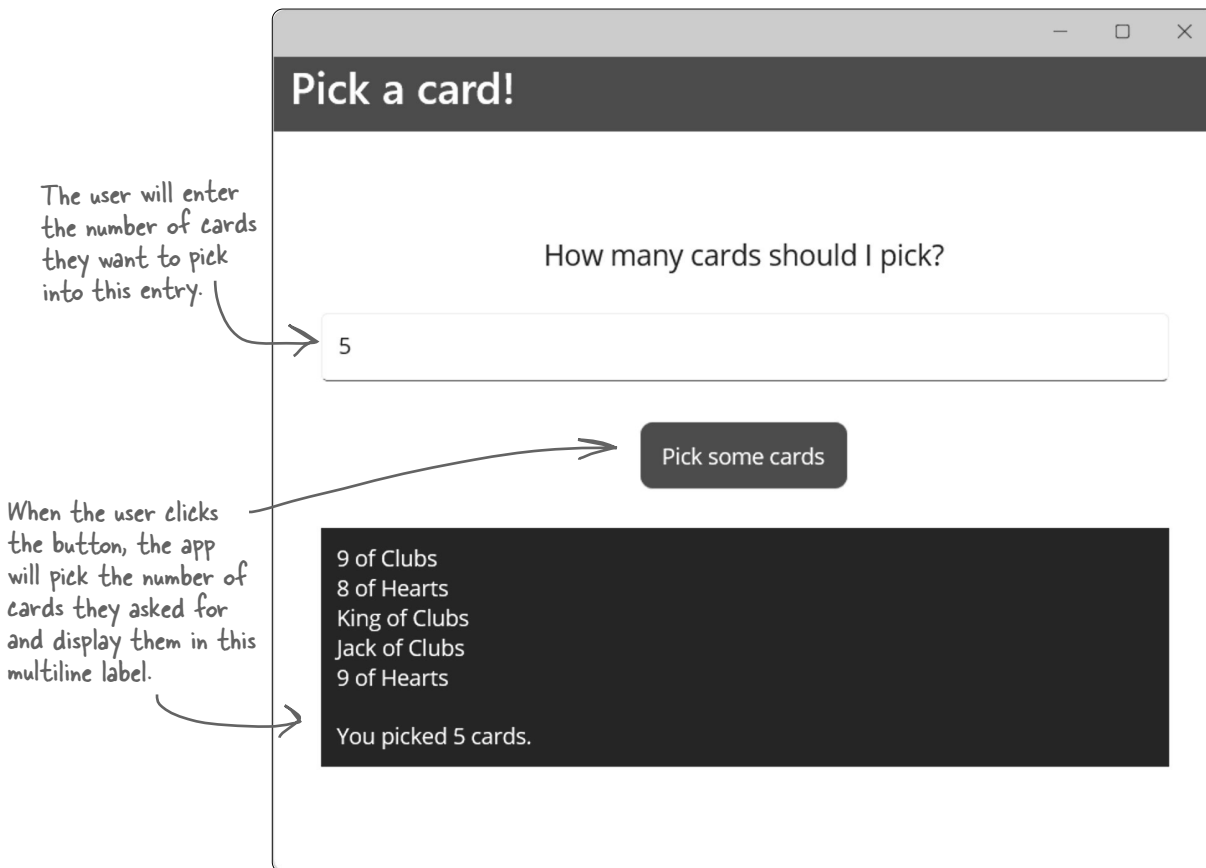 Pick a card!
The user will enter
the number of cards
they want to pick
into this entry.
How many cards should I pick?
5
Pick some cards
When the user clicks
the button, the app
will pick the number of
cards they asked for
and display them in this
multiline label.
9 of Clubs
8 of Hearts
King of Clubs
Jack of Clubs
9 of Hearts
You picked 5 cards.